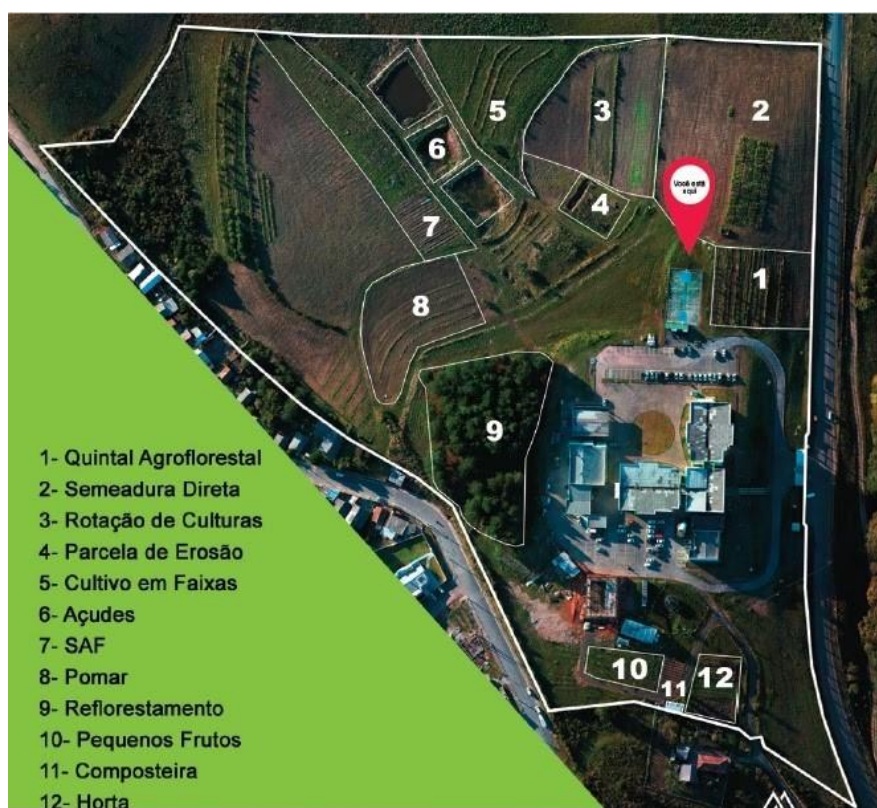 5
3
2
6
Você está
aqui
4
7
1
8
9
1- Quintal Agroflorestal
2- Semeadura Direta
3- Rotação de Culturas
4- Parcela de Erosão
5- Cultivo em Faixas
6- Açudes
7- SAF
8- Pomar
9- Reflorestamento
10- Pequenos Frutos
11- Composteira
12- Horta
10
11
12